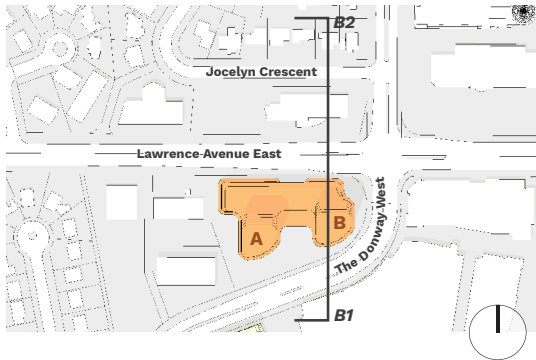 B2
Jocelyn Crescent
Lawrence Avenue East
A
B
The Donway West
B1